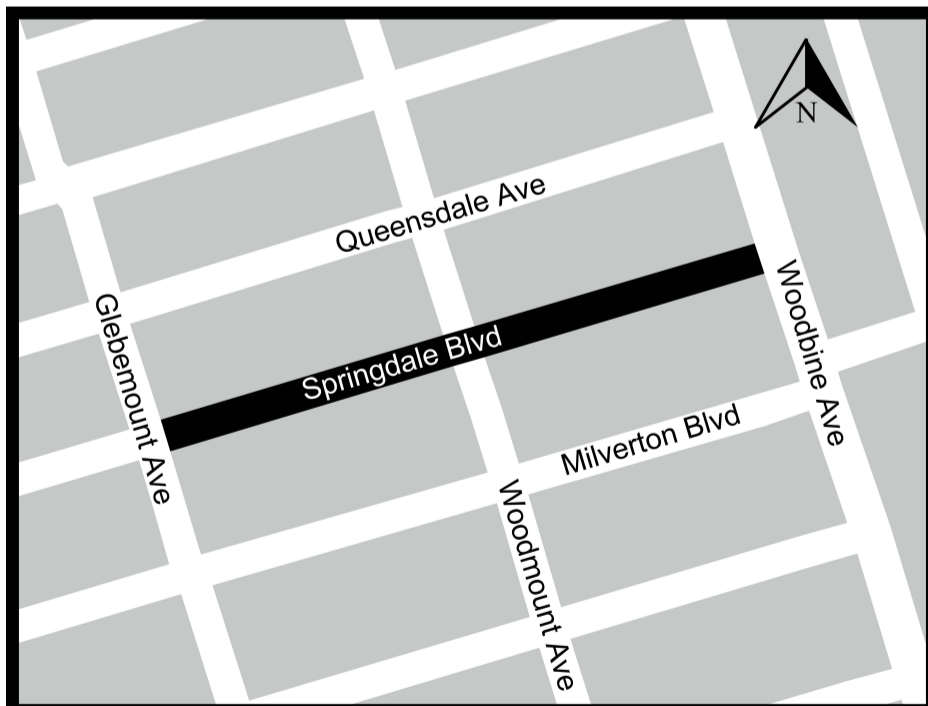 N
Queensdale Ave
Glebemount Ave
Springdale Blvd
Woodbine Ave
Milverton Blvd
Woodmount Ave